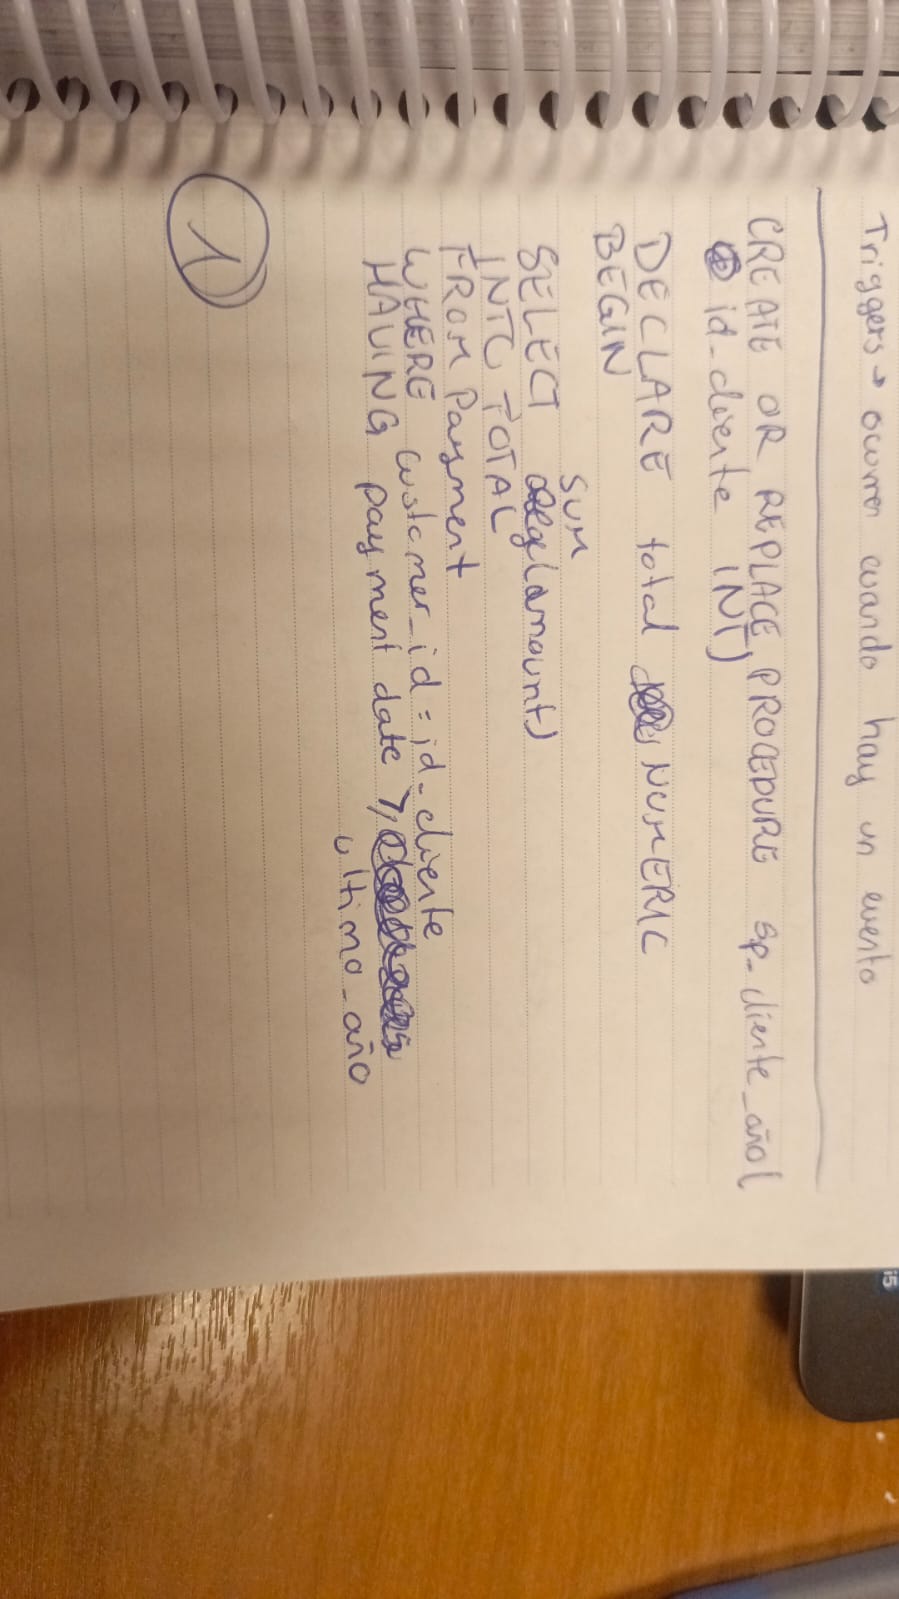 Triggers → ocurren cuando hay un evento
CREATE OR REPLACE PROCEDURE sp_cliente_año(
id_cliente INT)
DECLARE total NUMERIC
BEGIN
SUM
SELECT (amount)
INTO TOTAL
FROM Payment
WHERE customer_id = id_cliente
HAVING payment date >,
ultimo_año
1
i5